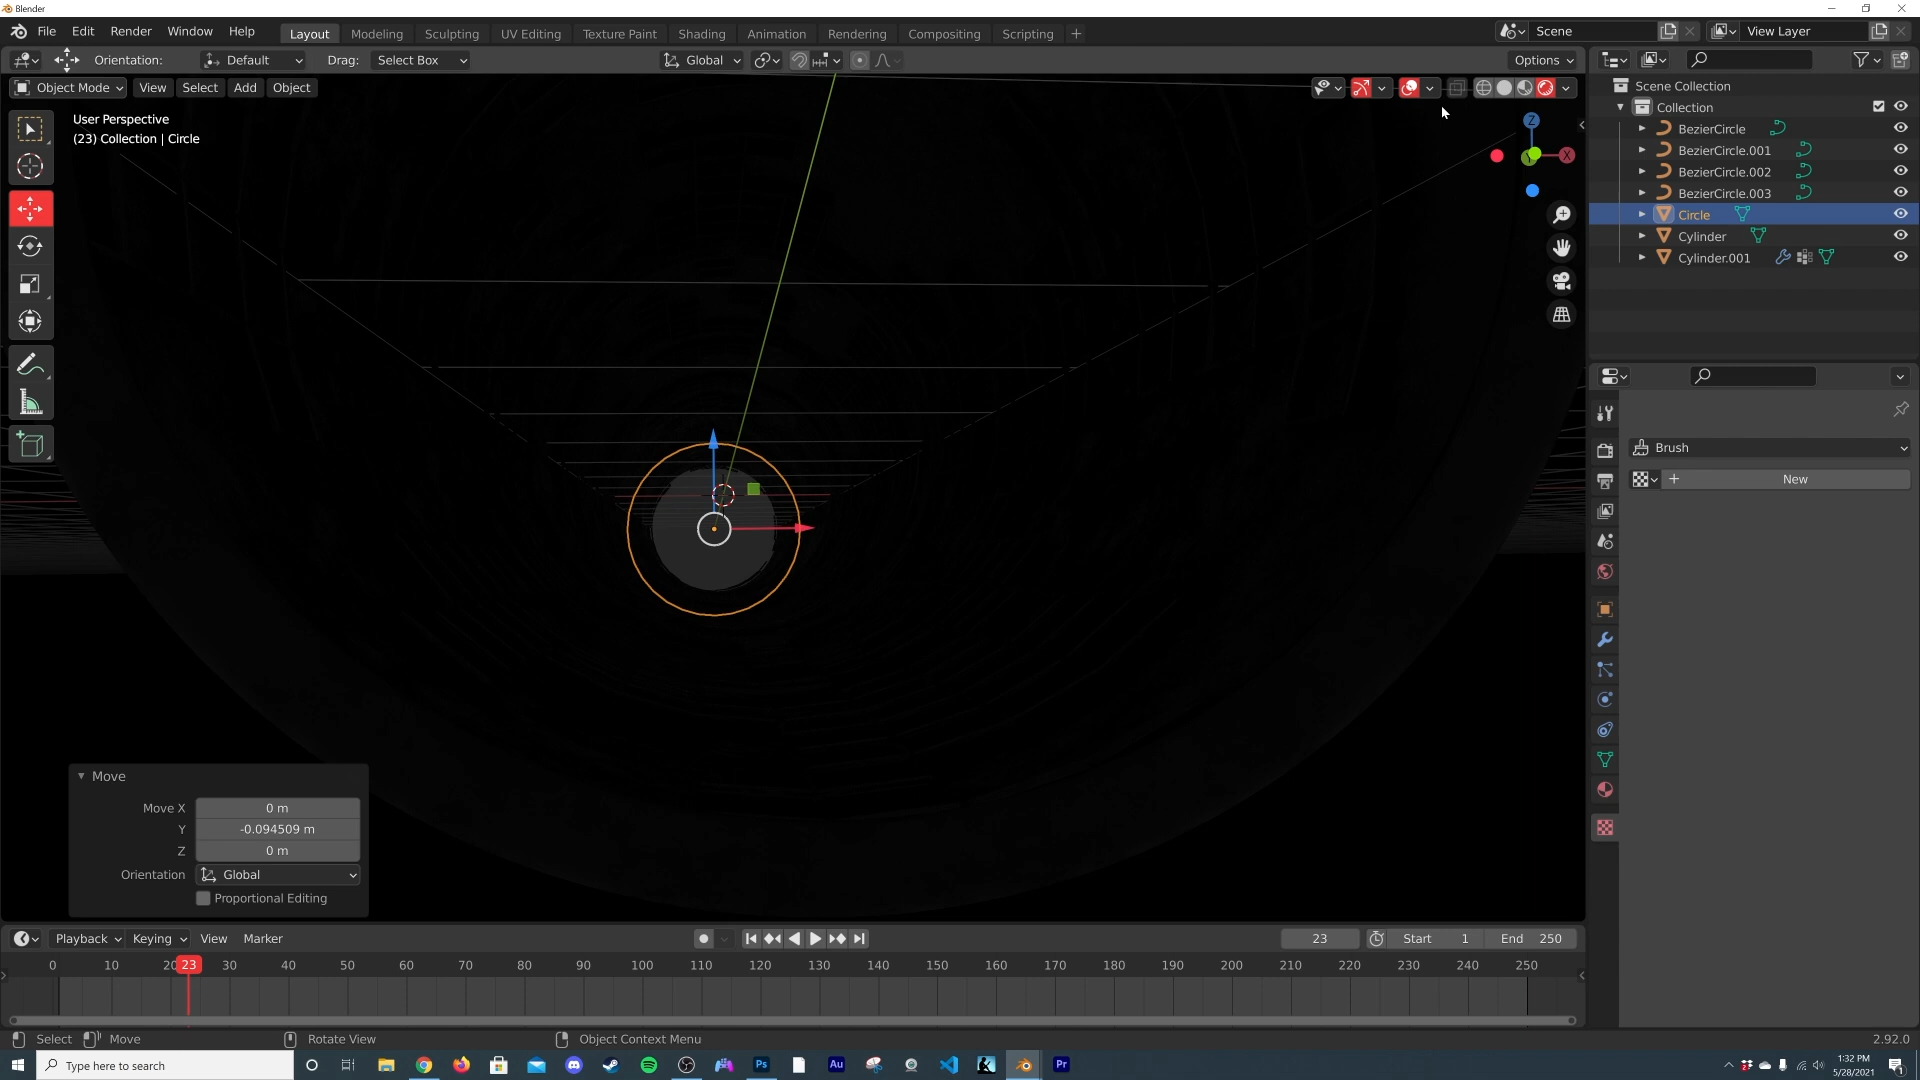 Blender
File Edit Render Window Help
Layout Modeling Sculpting UV Editing Texture Paint Shading Animation Rendering Compositing Scripting +
Scene
View Layer
Orientation: Default Drag: Select Box
Global
Options
Object Mode View Select Add Object
User Perspective
(23) Collection | Circle
Z
X
Y
Scene Collection
Collection
BezierCircle
BezierCircle.001
BezierCircle.002
BezierCircle.003
Circle
Cylinder
Cylinder.001
Brush
+ New
Move
Move X 0 m
Y -0.094509 m
Z 0 m
Orientation Global
Proportional Editing
Playback Keying View Marker
23 Start 1 End 250
0 10 20 23 30 40 50 60 70 80 90 100 110 120 130 140 150 160 170 180 190 200 210 220 230 240 250
Select Move Rotate View Object Context Menu
2.92.0
Type here to search
Ps
Au
Pr
1:32 PM
5/28/2021
1